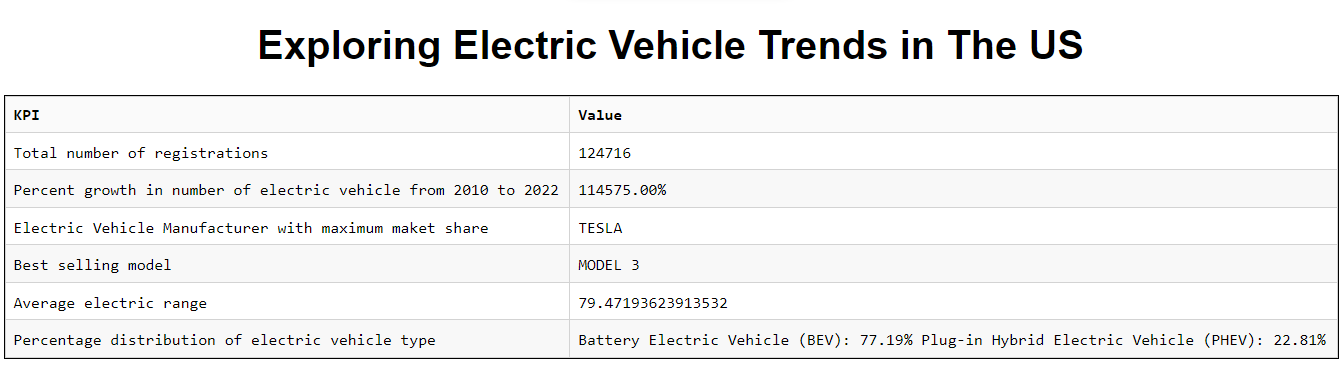 Exploring Electric Vehicle Trends in The US
KPI Value
Total number of registrations 124716
Percent growth in number of electric vehicle from 2010 to 2022 114575.00%
Electric Vehicle Manufacturer with maximum maket share TESLA
Best selling model MODEL 3
Average electric range 79.47193623913532
Percentage distribution of electric vehicle type Battery Electric Vehicle (BEV): 77.19% Plug-in Hybrid Electric Vehicle (PHEV): 22.81%